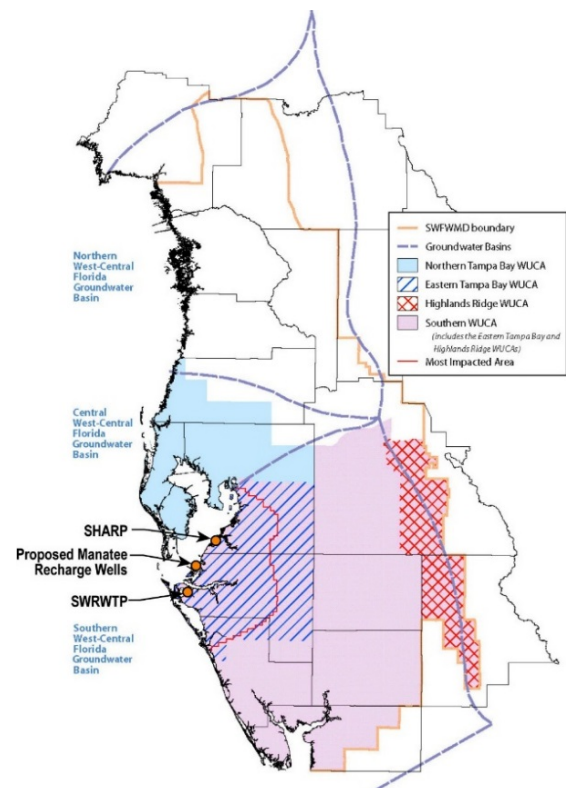 SWFWMD boundary
Groundwater Basins
Northern Tampa Bay WUCA
Eastern Tampa Bay WUCA
Highlands Ridge WUCA
Southern WUCA
(includes the Eastern Tampa Bay and
Highlands Ridge WUCAs)
Most Impacted Area
Northern
West-Central
Florida
Groundwater
Basin
Central
West-Central
Florida
Groundwater
Basin
SHARP
Proposed Manatee
Recharge Wells
SWRWTP
Southern
West-Central
Florida
Groundwater
Basin